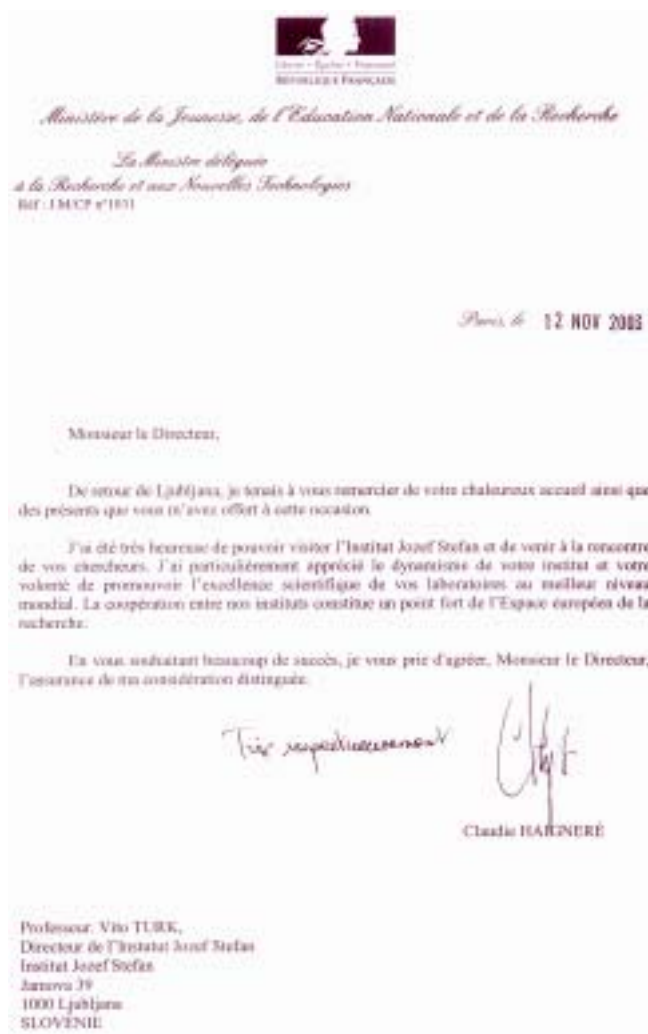 Liberté • Égalité • Fraternité
RÉPUBLIQUE FRANÇAISE
Ministère de la Jeunesse, de l'Education Nationale et de la Recherche
La Ministre déléguée
à la Recherche et aux Nouvelles Technologies
Paris, le 12 NOV 2003
Monsieur le Directeur,
De retour de Ljubljana, je tenais à vous remercier de votre chaleureux accueil ainsi que
des présents que vous m'avez offert à cette occasion.
J'ai été très heureuse de pouvoir visiter l'Institut Jozef Stefan et de venir à la rencontre
de vos chercheurs. J'ai particulièrement apprécié le dynamisme de votre institut et votre
volonté de promouvoir l'excellence scientifique de vos laboratoires au meilleur niveau
mondial. La coopération entre nos instituts constitue un point fort de l'Espace européen de la
recherche.
En vous souhaitant beaucoup de succès, je vous prie d'agréer, Monsieur le Directeur,
l'assurance de ma considération distinguée.
Très respectueusement
Claudie HAIGNERÉ
Professeur Vito TURK,
Directeur de l'Institut Jozef Stefan
Institut Jozef Stefan
Jamova 39
1000 Ljubljana
SLOVENIE